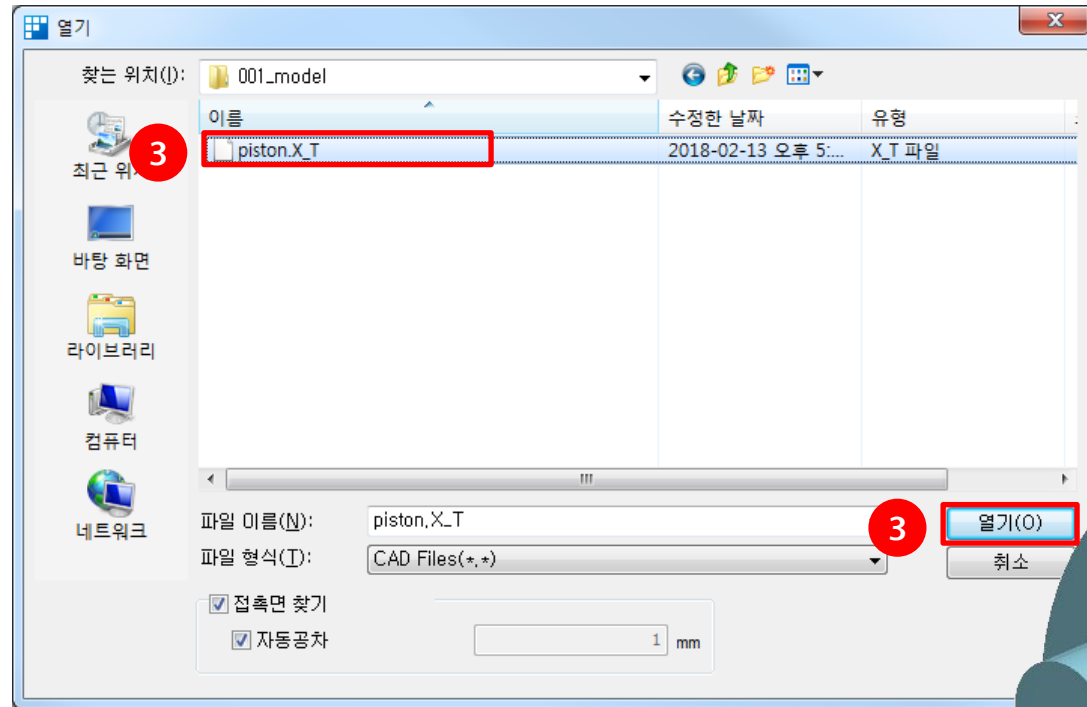 열기
x
찾는 위치(I):
001_model
이름
수정한 날짜
유형
3
piston.X_T
2018-02-13 오후 5:...
X_T 파일
최근 위
바탕 화면
라이브러리
컴퓨터
네트워크
파일 이름(N):
piston,X_T
3
열기(O)
파일 형식(T):
CAD Files(*,*)
취소
접촉면 찾기
자동공차
1
mm